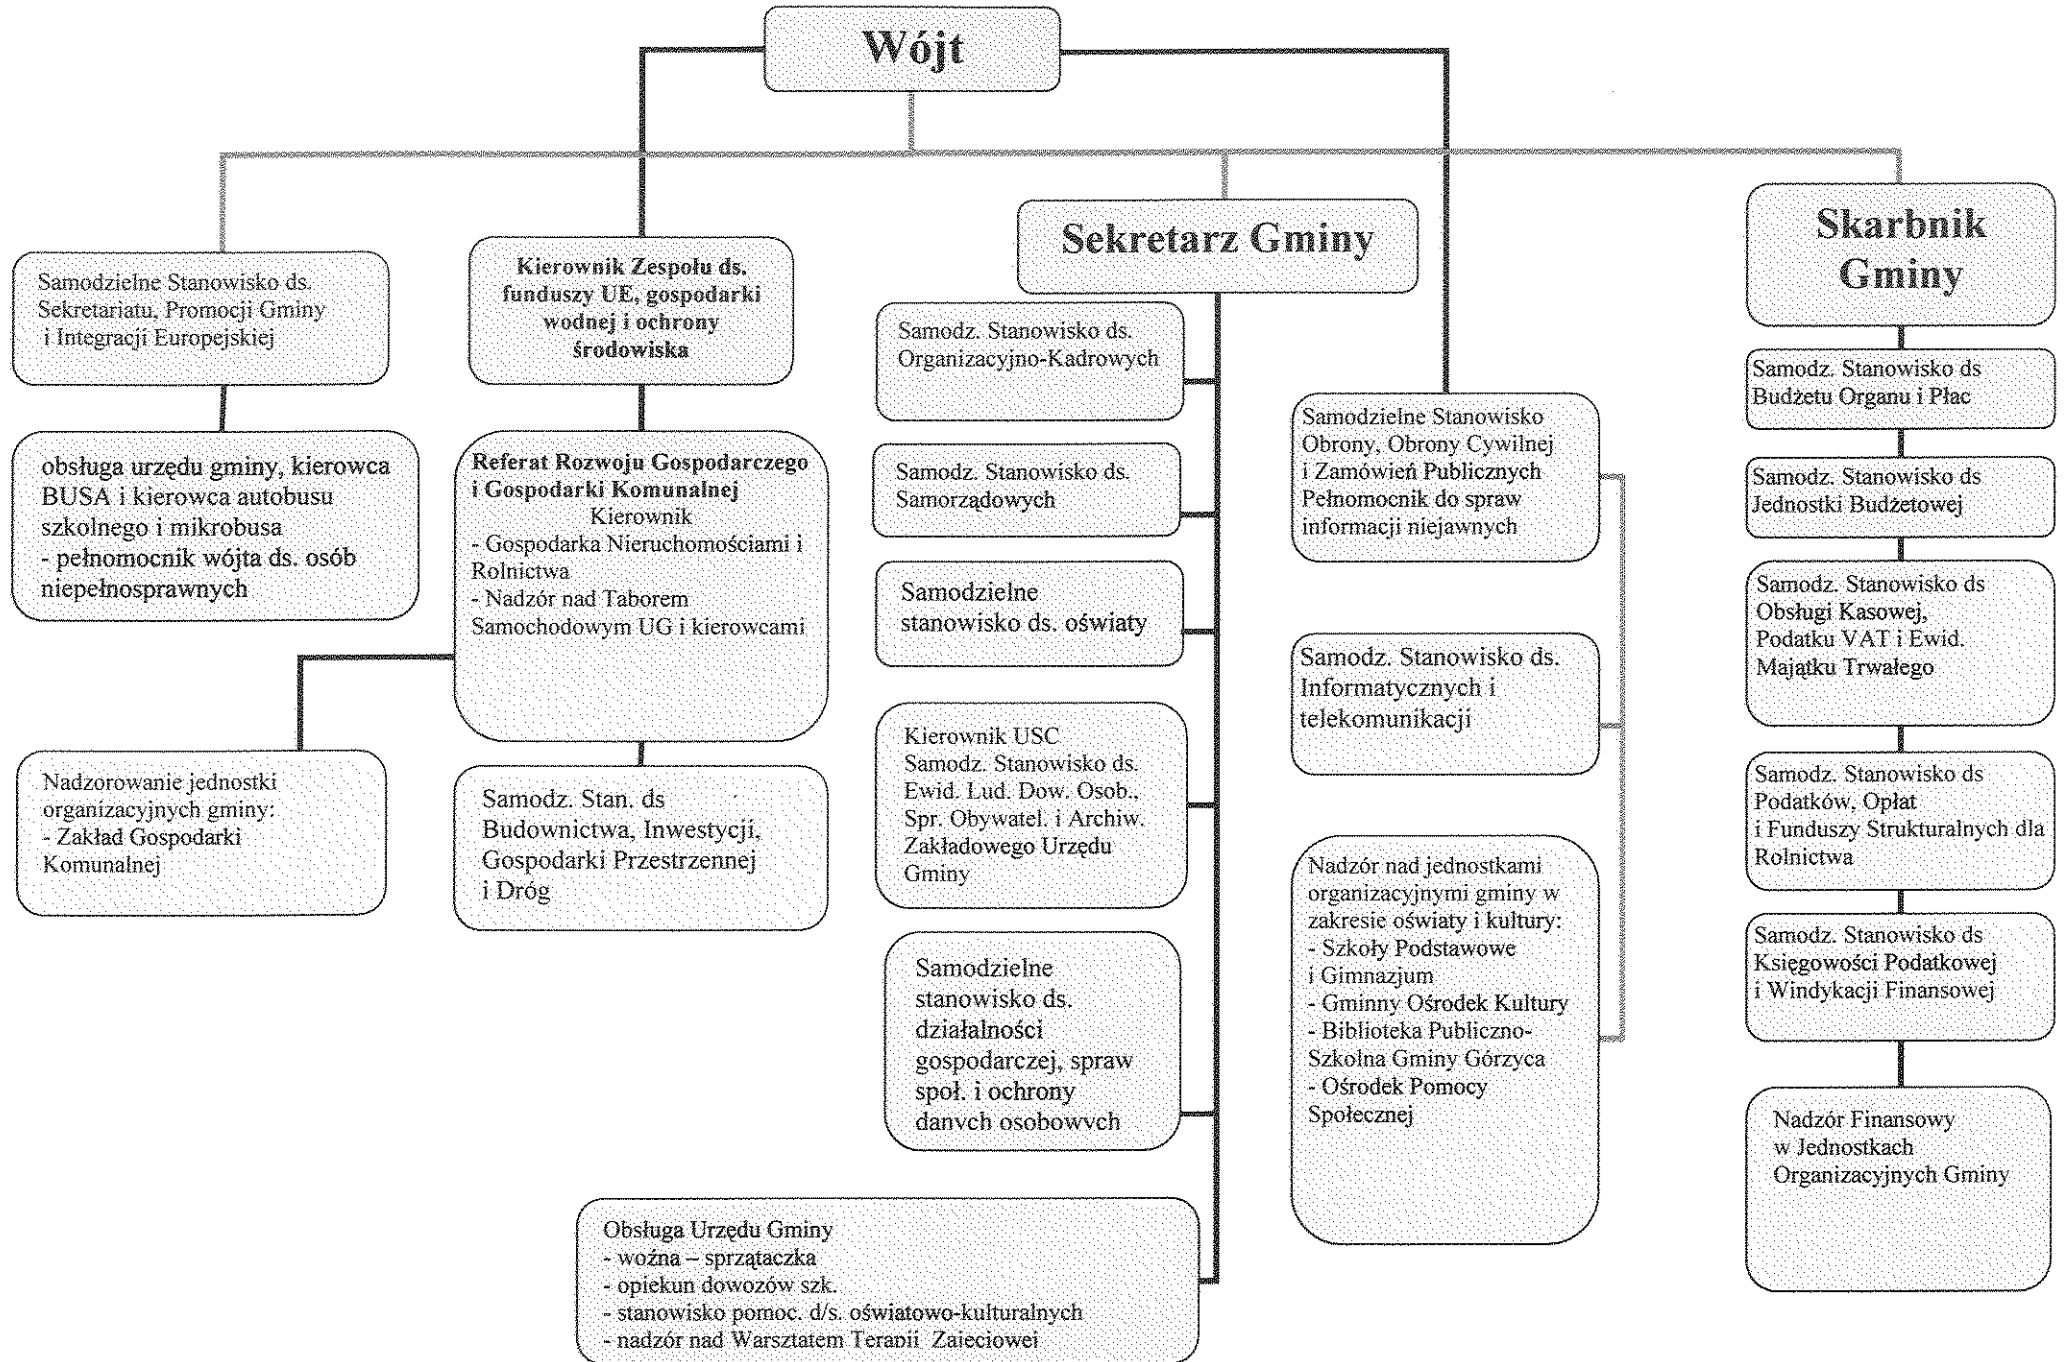 Wójt
Samodzielne Stanowisko ds.
Sekretariatu, Promocji Gminy
i Integracji Europejskiej
obsługa urzędu gminy, kierowca
BUSA i kierowca autobusu
szkolnego i mikrobusa
- pełnomocnik wójta ds. osób
niepełnosprawnych
Kierownik Zespołu ds.
funduszy UE, gospodarki
wodnej i ochrony
środowiska
Referat Rozwoju Gospodarczego
i Gospodarki Komunalnej
Kierownik
- Gospodarka Nieruchomościami i
Rolnictwa
- Nadzór nad Taborem
Samochodowym UG i kierowcami
Nadzorowanie jednostki
organizacyjnych gminy:
- Zakład Gospodarki
Komunalnej
Samodz. Stan. ds
Budownictwa, Inwestycji,
Gospodarki Przestrzennej
i Dróg
Sekretarz Gminy
Samodz. Stanowisko ds.
Organizacyjno-Kadrowych
Samodz. Stanowisko ds.
Samorządowych
Samodzielne
stanowisko ds. oświaty
Kierownik USC
Samodz. Stanowisko ds.
Ewid. Lud. Dow. Osob.,
Spr. Obywatel. i Archiw.
Zakładowego Urzędu
Gminy
Samodzielne
stanowisko ds.
działalności
gospodarczej, spraw
społ. i ochrony
danych osobowych
Obsługa Urzędu Gminy
- woźna – sprzątaczka
- opiekun dowozów szk.
- stanowisko pomoc. d/s. oświatowo-kulturalnych
- nadzór nad Warsztatem Terapii Zajęciowej
Samodzielne Stanowisko
Obrony, Obrony Cywilnej
i Zamówień Publicznych
Pełnomocnik do spraw
informacji niejawnych
Samodz. Stanowisko ds.
Informatycznych i
telekomunikacji
Nadzór nad jednostkami
organizacyjnymi gminy w
zakresie oświaty i kultury:
- Szkoły Podstawowe
i Gimnazjum
- Gminny Ośrodek Kultury
- Biblioteka Publiczno-
Szkolna Gminy Górzyca
- Ośrodek Pomocy
Społecznej
Skarbnik
Gminy
Samodz. Stanowisko ds
Budżetu Organu i Płac
Samodz. Stanowisko ds
Jednostki Budżetowej
Samodz. Stanowisko ds
Obsługi Kasowej,
Podatku VAT i Ewid.
Majątku Trwałego
Samodz. Stanowisko ds
Podatków, Opłat
i Funduszy Strukturalnych dla
Rolnictwa
Samodz. Stanowisko ds
Księgowości Podatkowej
i Windykacji Finansowej
Nadzór Finansowy
w Jednostkach
Organizacyjnych Gminy